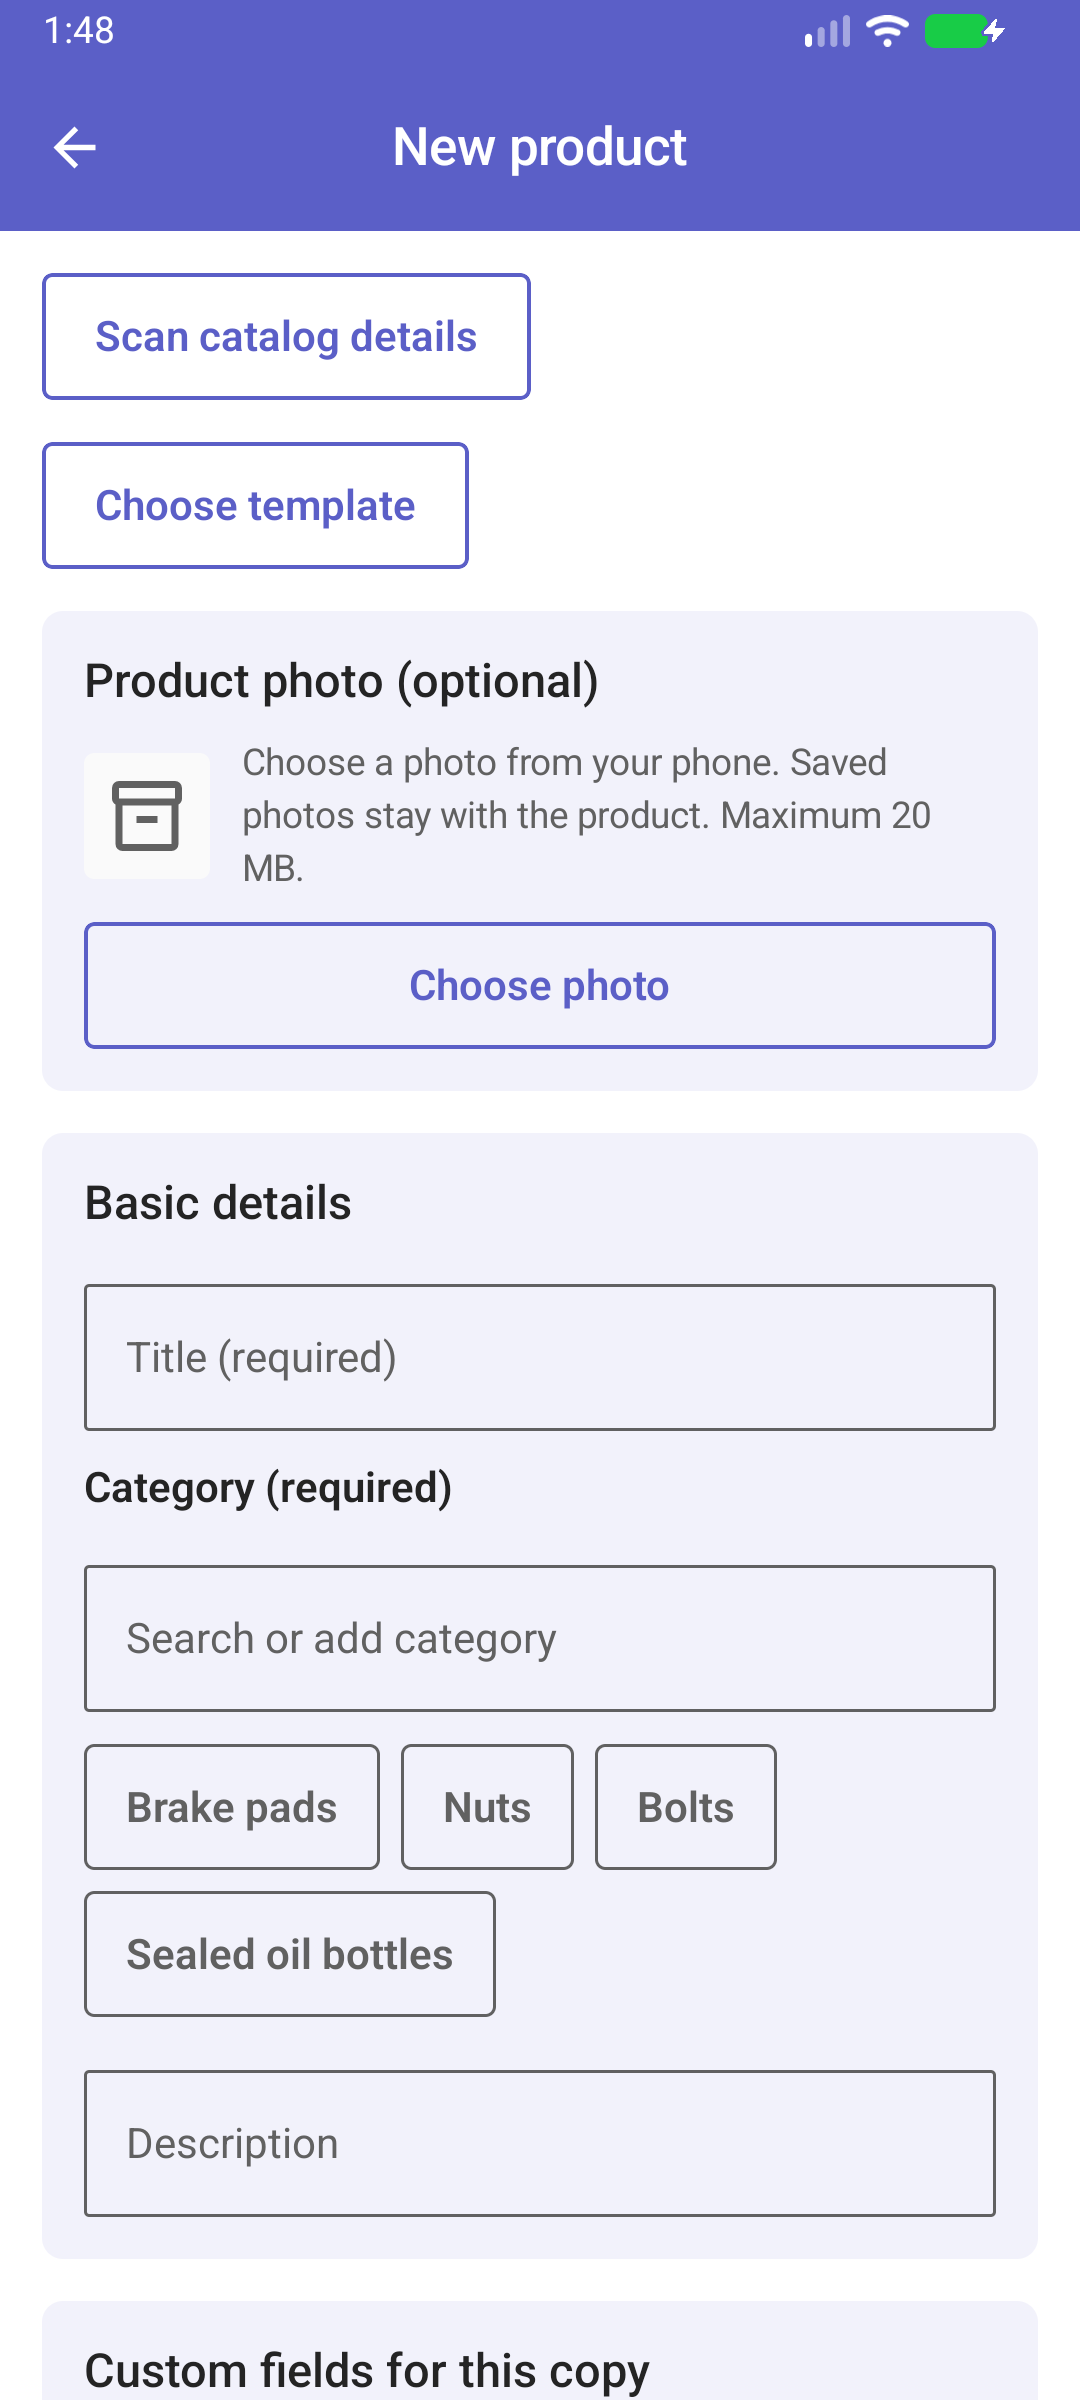 1:48
New product
Scan catalog details
Choose template
Product photo (optional)
Choose a photo from your phone. Saved
photos stay with the product. Maximum 20
MB.
Choose photo
Basic details
Title (required)
Category (required)
Search or add category
Brake pads
Nuts
Bolts
Sealed oil bottles
Description
Custom fields for this copy